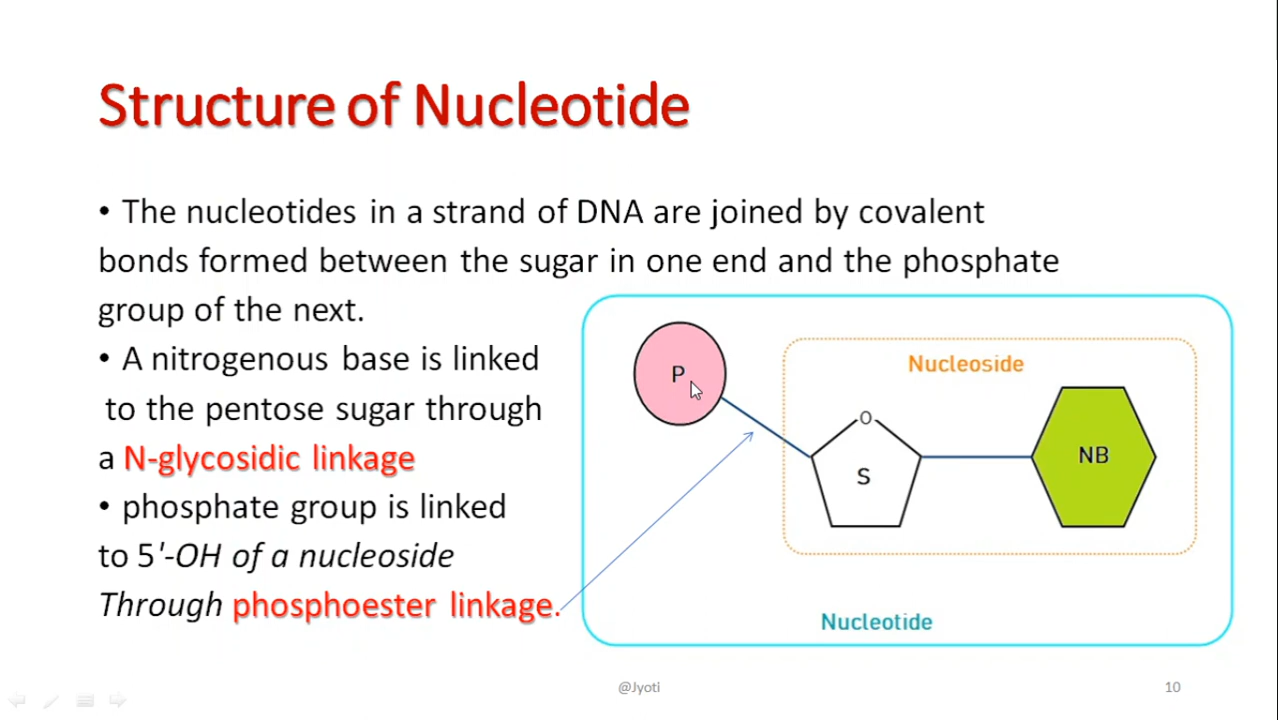 Structure of Nucleotide
• The nucleotides in a strand of DNA are joined by covalent
bonds formed between the sugar in one end and the phosphate
group of the next.
• A nitrogenous base is linked
to the pentose sugar through
a N-glycosidic linkage
• phosphate group is linked
to 5'-OH of a nucleoside
Through phosphoester linkage.
P
Nucleoside
O
S
NB
Nucleotide
@Jyoti
10